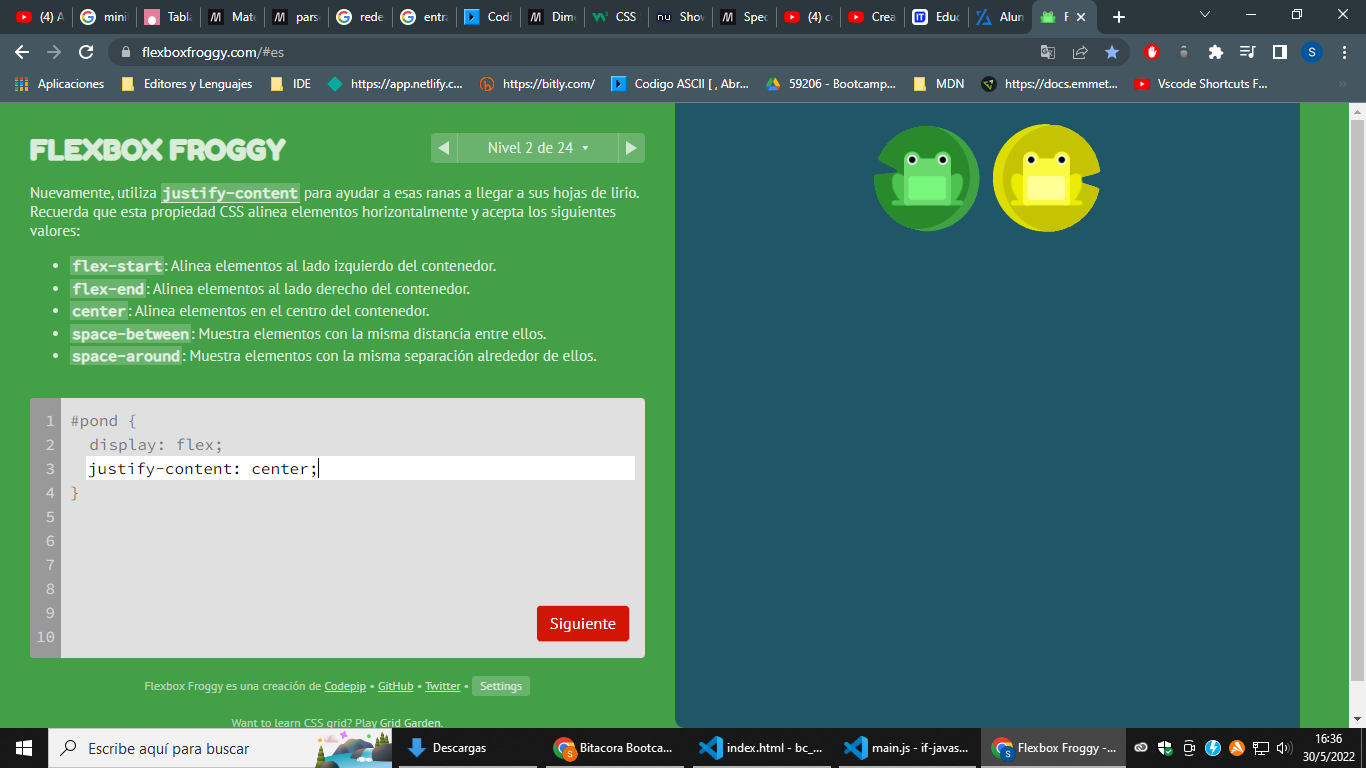 (4) A
mini
Tabla
Mate
parse
rede
entra
Codi
Dime
CSS
Show
Spec
(4) c
Crea
Educ
Alun
F
flexboxfroggy.com/#es
S
Aplicaciones
Editores y Lenguajes
IDE
https://app.netlify.c...
https://bitly.com/
Codigo ASCII [ , Abr...
59206 - Bootcamp...
MDN
https://docs.emmet...
Vscode Shortcuts F...
FLEXBOX FROGGY
Nivel 2 de 24
Nuevamente, utiliza justify-content para ayudar a esas ranas a llegar a sus hojas de lirio.
Recuerda que esta propiedad CSS alinea elementos horizontalmente y acepta los siguientes
valores:
• flex-start: Alinea elementos al lado izquierdo del contenedor.
• flex-end: Alinea elementos al lado derecho del contenedor.
• center: Alinea elementos en el centro del contenedor.
• space-between: Muestra elementos con la misma distancia entre ellos.
• space-around: Muestra elementos con la misma separación alrededor de ellos.
1 #pond {
2 display: flex;
3 justify-content: center;
4 }
5
6
7
8
9
10
Siguiente
Flexbox Froggy es una creación de Codepip • GitHub • Twitter • Settings
Want to learn CSS grid? Play Grid Garden.
Escribe aquí para buscar
Descargas
Bitacora Bootca...
index.html - bc_...
main.js - if-javas...
Flexbox Froggy -...
16:36
30/5/2022